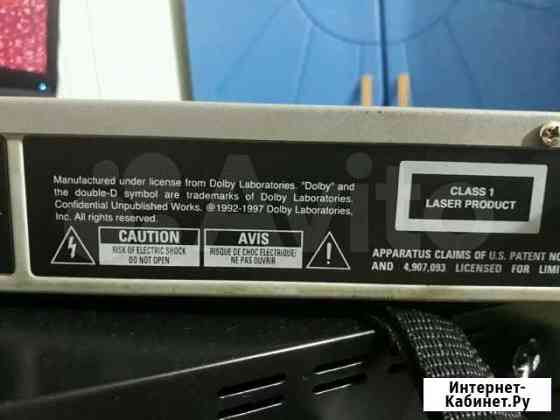 Manufactured under license from Dolby Laboratories. "Dolby" and
the double-D symbol are trademarks of Dolby Laboratories.
Confidential Unpublished Works. ©1992-1997 Dolby Laboratories,
Inc. All rights reserved.
CAUTION
RISK OF ELECTRIC SHOCK
DO NOT OPEN
AVIS
RISQUE DE CHOC ELECTRIQUE/
NE PAS OUVRIR
CLASS 1
LASER PRODUCT
APPARATUS CLAIMS OF U.S. PATENT
AND 4,907,093 LICENSED FOR
Avito
Интернет-
Кабинет.Ру